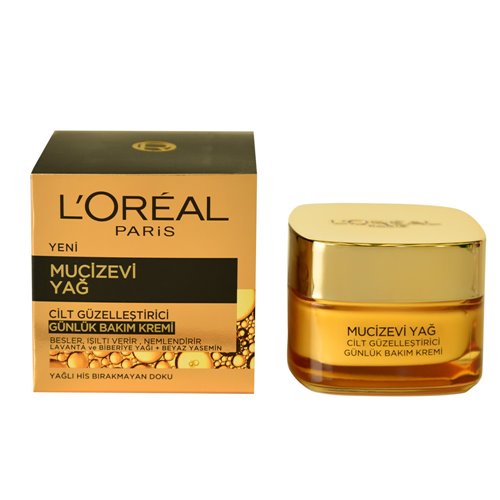 L'ORÉAL
PARiS
YENİ
MUCİZEVİ
YAĞ
CİLT GÜZELLEŞTİRİCİ
GÜNLÜK BAKIM KREMİ
BESLER, IŞILTI VERİR, NEMLENDİRİR
LAVANTA ve BİBERİYE YAĞI + BEYAZ YASEMİN
YAĞLI HİS BIRAKMAYAN DOKU
L'ORÉAL
PARiS
MUCİZEVİ YAĞ
CİLT GÜZELLEŞTİRİCİ
GÜNLÜK BAKIM KREMİ